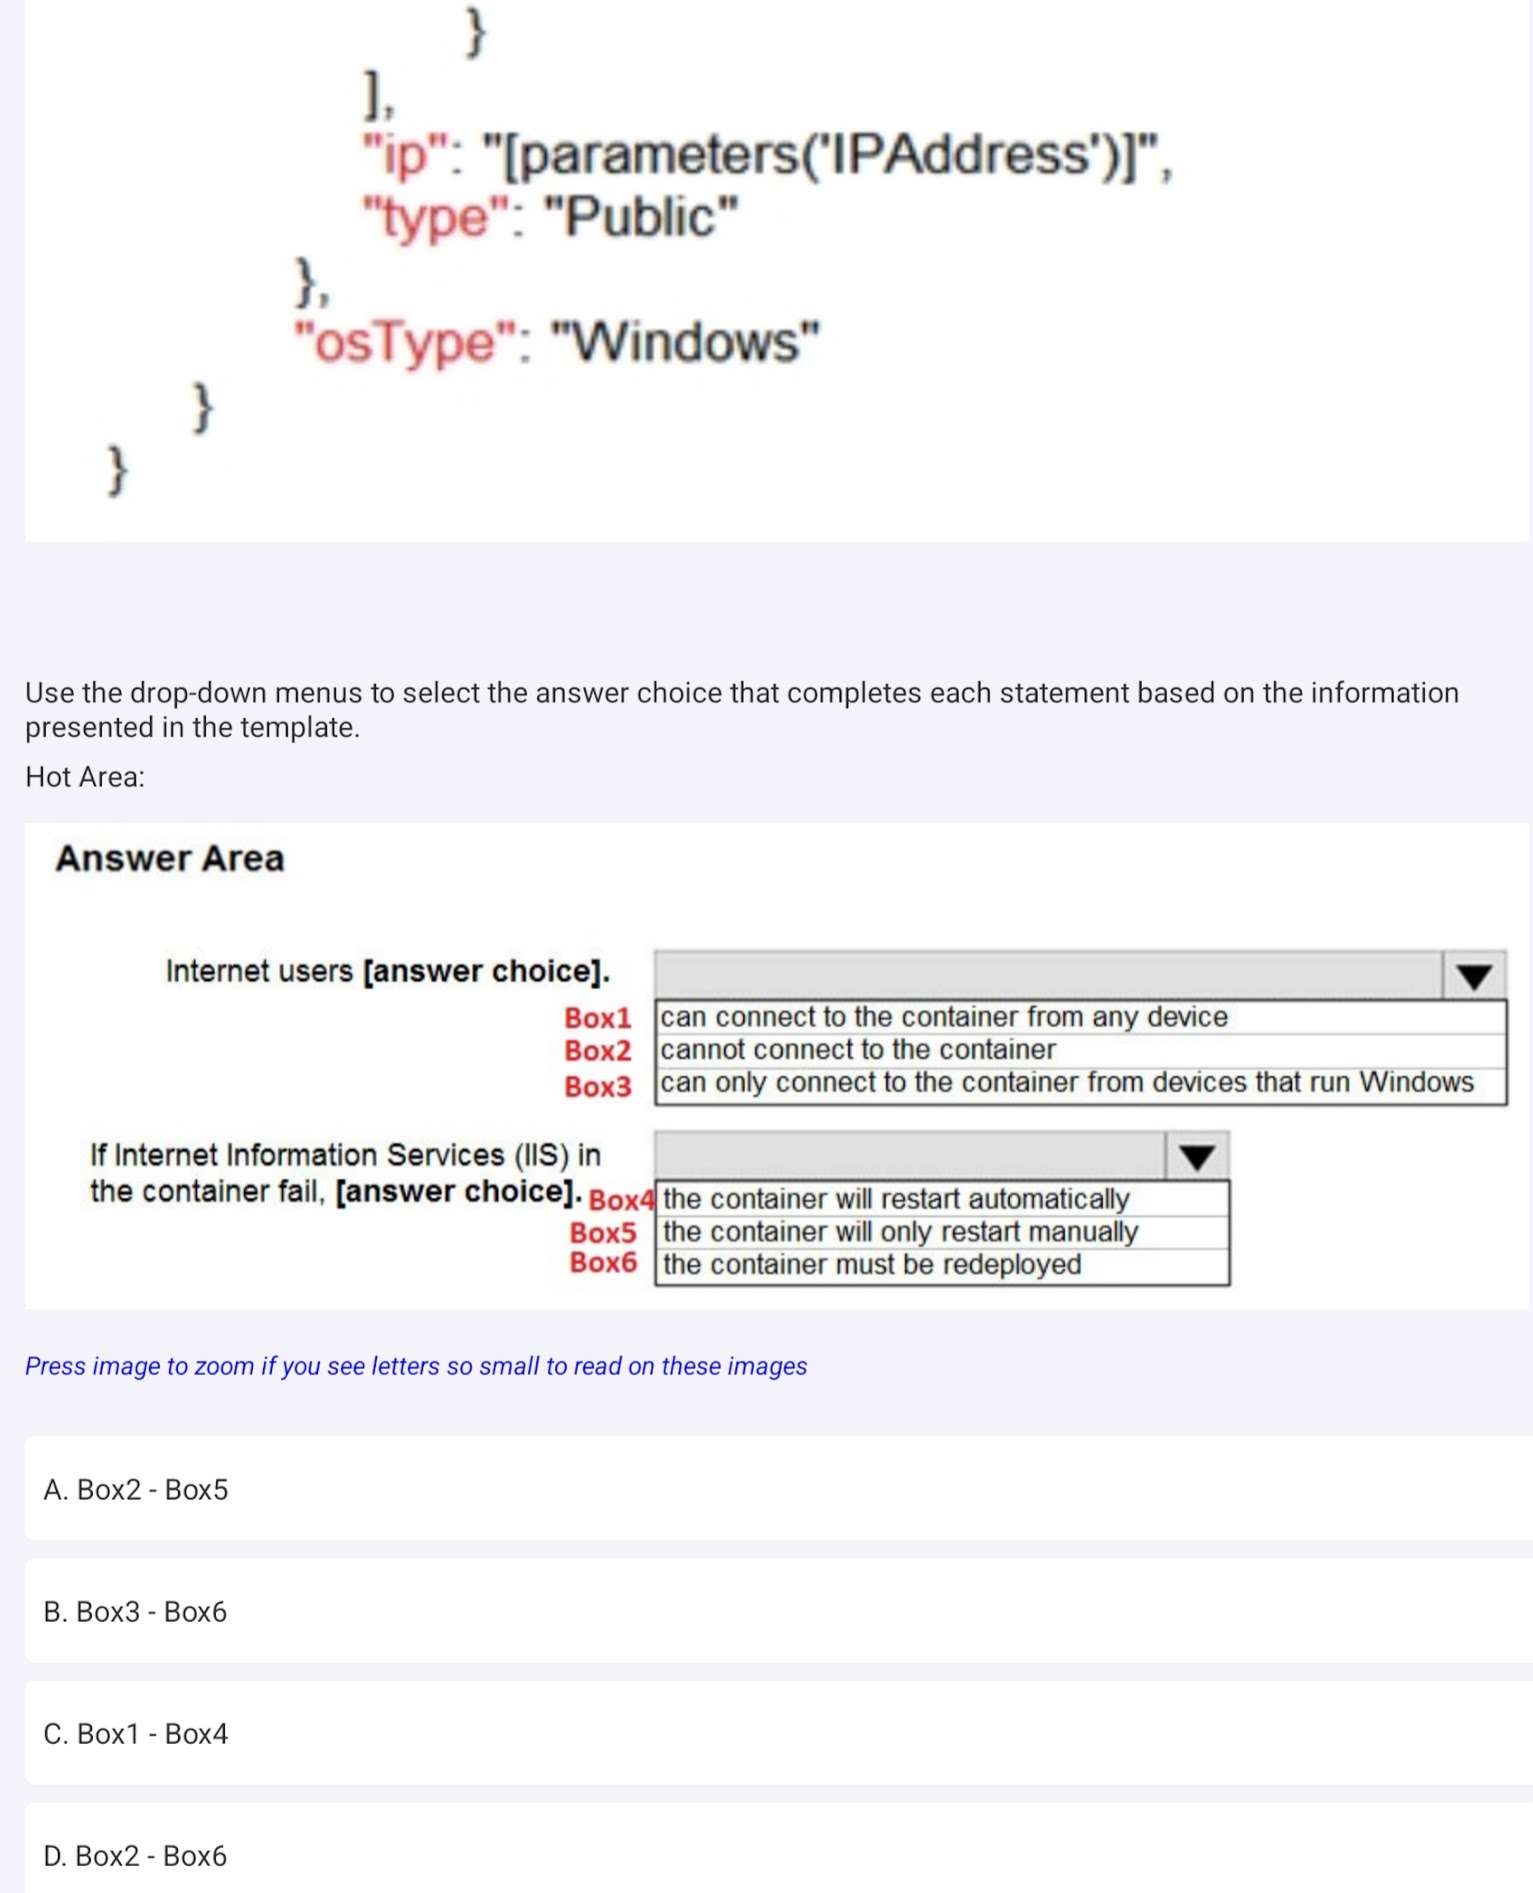 }
],
"ip": "[parameters('IPAddress')]",
"type": "Public"
},
"osType": "Windows"
}
}
Use the drop-down menus to select the answer choice that completes each statement based on the information
presented in the template.
Hot Area:
Answer Area
Internet users [answer choice].
Box1 can connect to the container from any device
Box2 cannot connect to the container
Box3 can only connect to the container from devices that run Windows
If Internet Information Services (IIS) in
the container fail, [answer choice].
Box4 the container will restart automatically
Box5 the container will only restart manually
Box6 the container must be redeployed
Press image to zoom if you see letters so small to read on these images
A. Box2 - Box5
B. Box3 - Box6
C. Box1 - Box4
D. Box2 - Box6